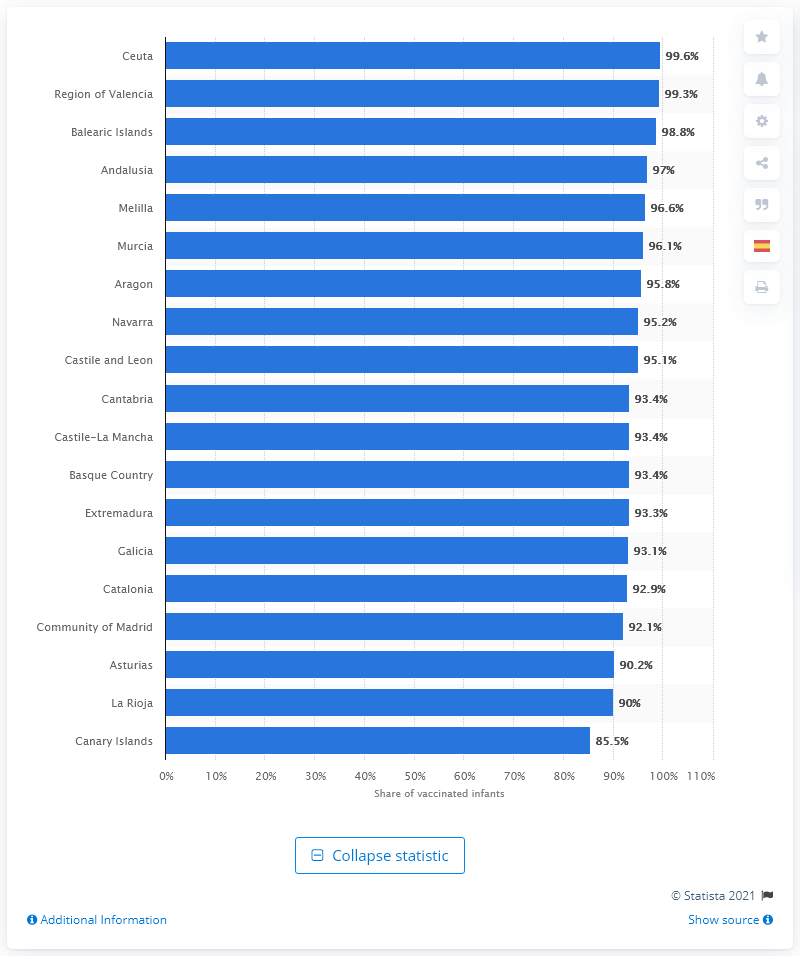 Ceuta 99.6%
Region of Valencia 99.3%
Balearic Islands 98.8%
Andalusia 97%
Melilla 96.6%
Murcia 96.1%
Aragon 95.8%
Navarra 95.2%
Castile and Leon 95.1%
Cantabria 93.4%
Castile-La Mancha 93.4%
Basque Country 93.4%
Extremadura 93.3%
Galicia 93.1%
Catalonia 92.9%
Community of Madrid 92.1%
Asturias 90.2%
La Rioja 90%
Canary Islands 85.5%
0% 10% 20% 30% 40% 50% 60% 70% 80% 90% 100% 110%
Share of vaccinated infants
Collapse statistic
© Statista 2021
Additional Information Show source